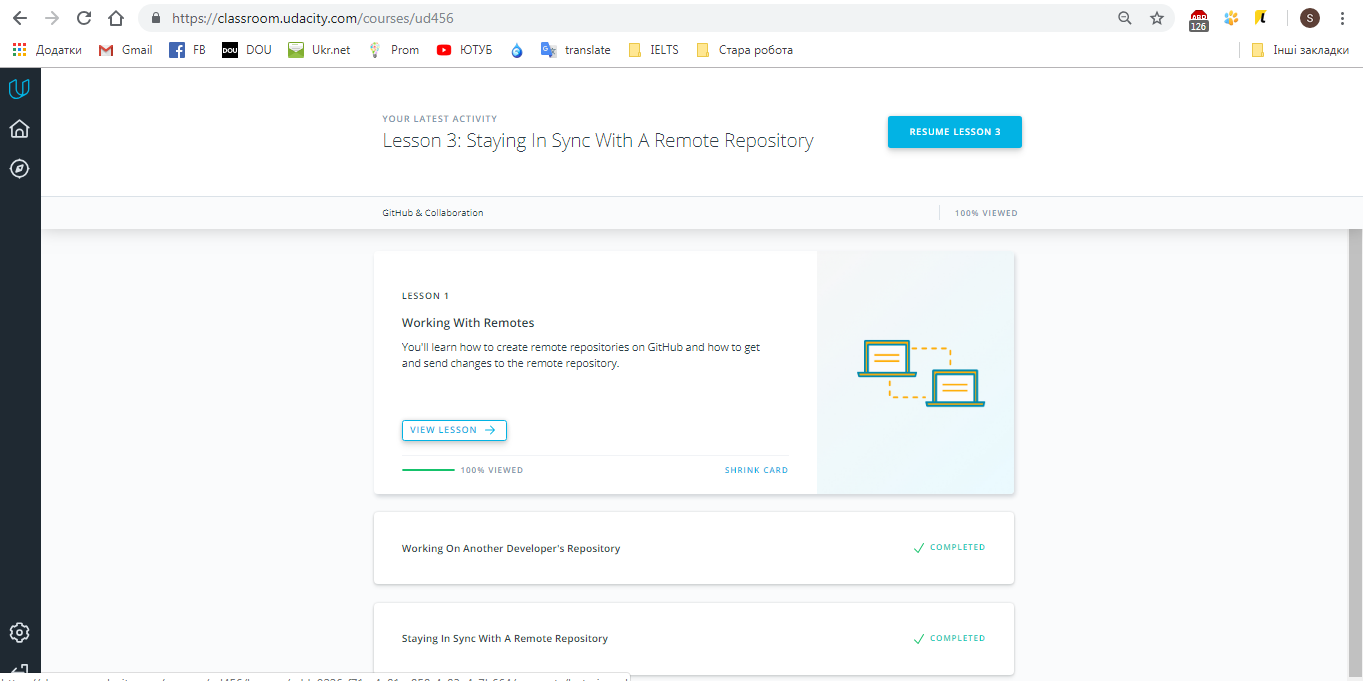 https://classroom.udacity.com/courses/ud456
ABP
126
S
Додатки Gmail FB DOU DOU Ukr.net Prom ЮТУБ translate IELTS Стара робота Інші закладки
YOUR LATEST ACTIVITY
Lesson 3: Staying In Sync With A Remote Repository
RESUME LESSON 3
GitHub & Collaboration
100% VIEWED
LESSON 1
Working With Remotes
You'll learn how to create remote repositories on GitHub and how to get
and send changes to the remote repository.
VIEW LESSON →
100% VIEWED
SHRINK CARD
Working On Another Developer's Repository
COMPLETED
Staying In Sync With A Remote Repository
COMPLETED